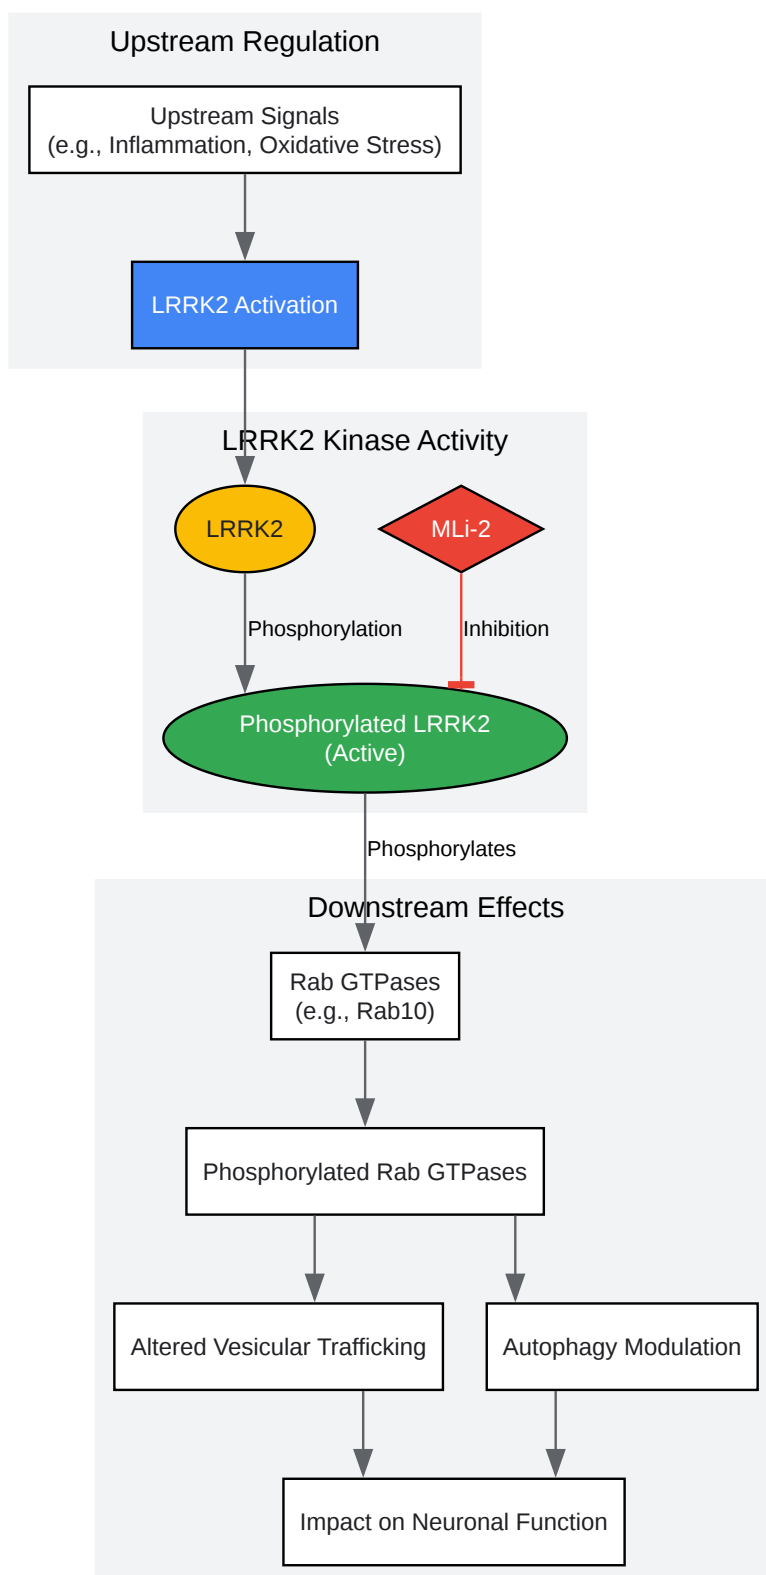 Upstream Regulation
Upstream Signals
(e.g., Inflammation, Oxidative Stress)
LRRK2 Activation
LRRK2 Kinase Activity
LRRK2
MLi-2
Phosphorylation
Inhibition
Phosphorylated LRRK2
(Active)
Phosphorylates
Downstream Effects
Rab GTPases
(e.g., Rab10)
Phosphorylated Rab GTPases
Altered Vesicular Trafficking
Autophagy Modulation
Impact on Neuronal Function